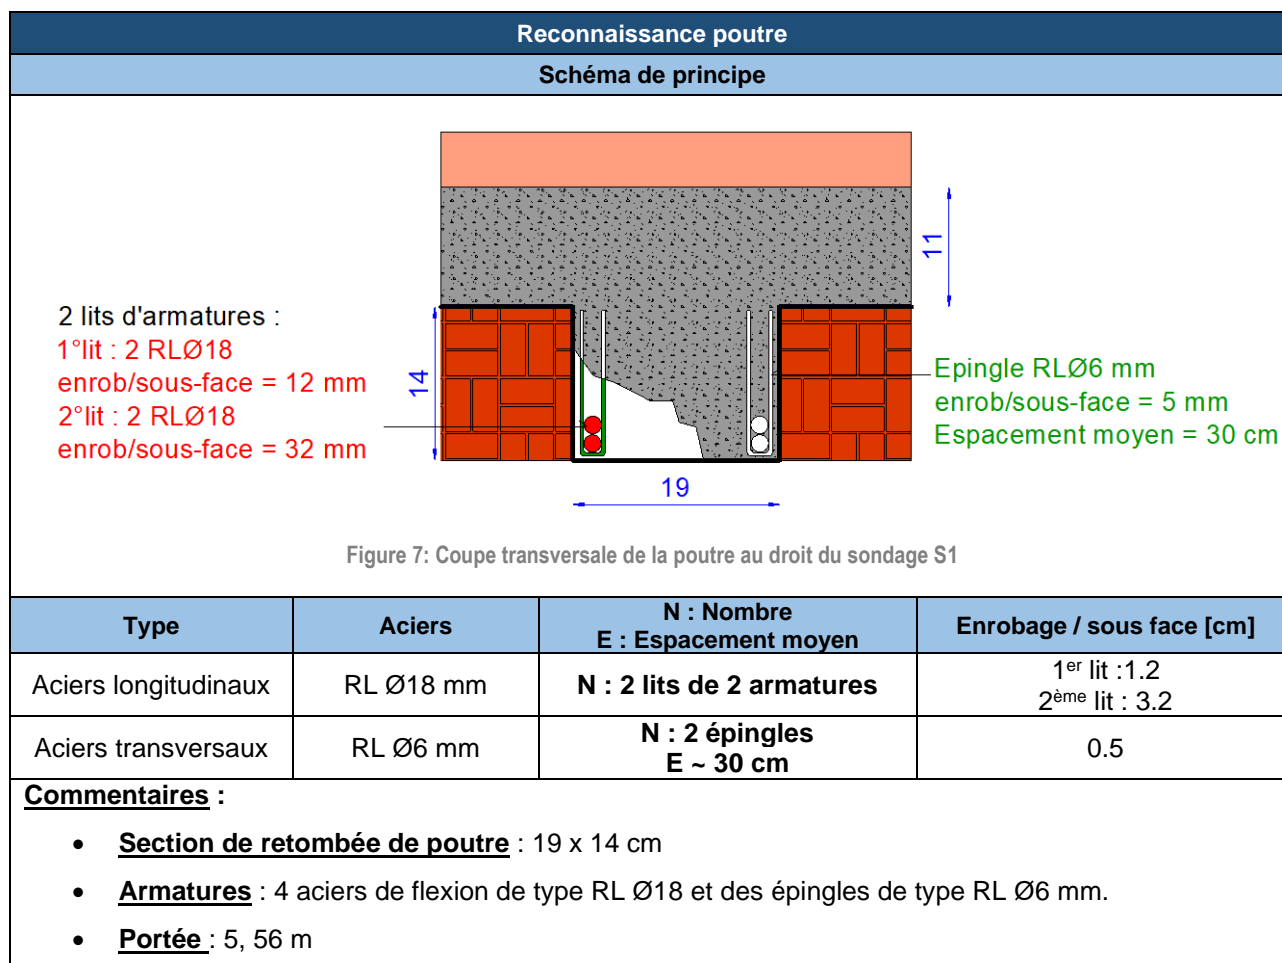 Reconnaissance poutre
Schéma de principe
11
2 lits d'armatures :
1°lit : 2 RLØ18
enrob/sous-face = 12 mm
2°lit : 2 RLØ18
enrob/sous-face = 32 mm
14
Epingle RLØ6 mm
enrob/sous-face = 5 mm
Espacement moyen = 30 cm
19
Figure 7: Coupe transversale de la poutre au droit du sondage S1
Type
Aciers
N : Nombre
E : Espacement moyen
Enrobage / sous face [cm]
Aciers longitudinaux
RL Ø18 mm
N : 2 lits de 2 armatures
1er lit :1.2
2ème lit : 3.2
Aciers transversaux
RL Ø6 mm
N : 2 épingles
E ~ 30 cm
0.5
Commentaires :
• Section de retombée de poutre : 19 x 14 cm
• Armatures : 4 aciers de flexion de type RL Ø18 et des épingles de type RL Ø6 mm.
• Portée : 5, 56 m